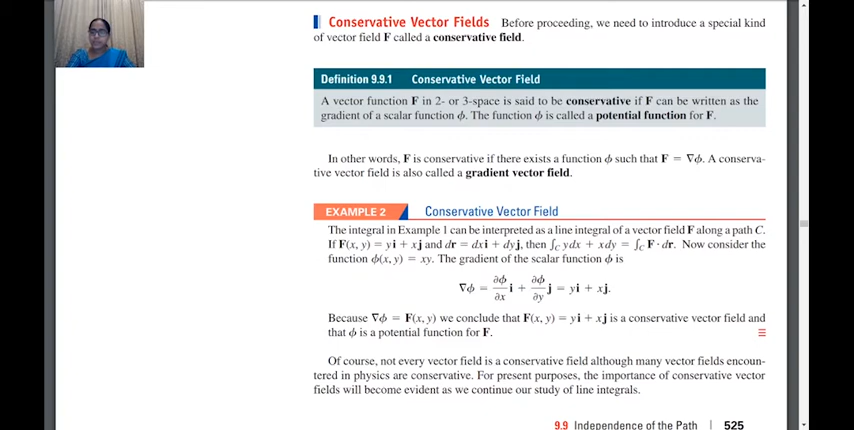 Conservative Vector Fields Before proceeding, we need to introduce a special kind
of vector field F called a conservative field.
Definition 9.9.1 Conservative Vector Field
A vector function F in 2- or 3-space is said to be conservative if F can be written as the
gradient of a scalar function ϕ. The function ϕ is called a potential function for F.
In other words, F is conservative if there exists a function ϕ such that F = ∇ϕ. A conserva-
tive vector field is also called a gradient vector field.
EXAMPLE 2 Conservative Vector Field
The integral in Example 1 can be interpreted as a line integral of a vector field F along a path C.
If F(x, y) = yi + xj and dr = dxi + dyj, then ∫C ydx + xdy = ∫C F · dr. Now consider the
function ϕ(x, y) = xy. The gradient of the scalar function ϕ is
∇ϕ = ∂ϕ/∂x i + ∂ϕ/∂y j = yi + xj.
Because ∇ϕ = F(x, y) we conclude that F(x, y) = yi + xj is a conservative vector field and
that ϕ is a potential function for F.
Of course, not every vector field is a conservative field although many vector fields encoun-
tered in physics are conservative. For present purposes, the importance of conservative vector
fields will become evident as we continue our study of line integrals.
9.9 Independence of the Path | 525